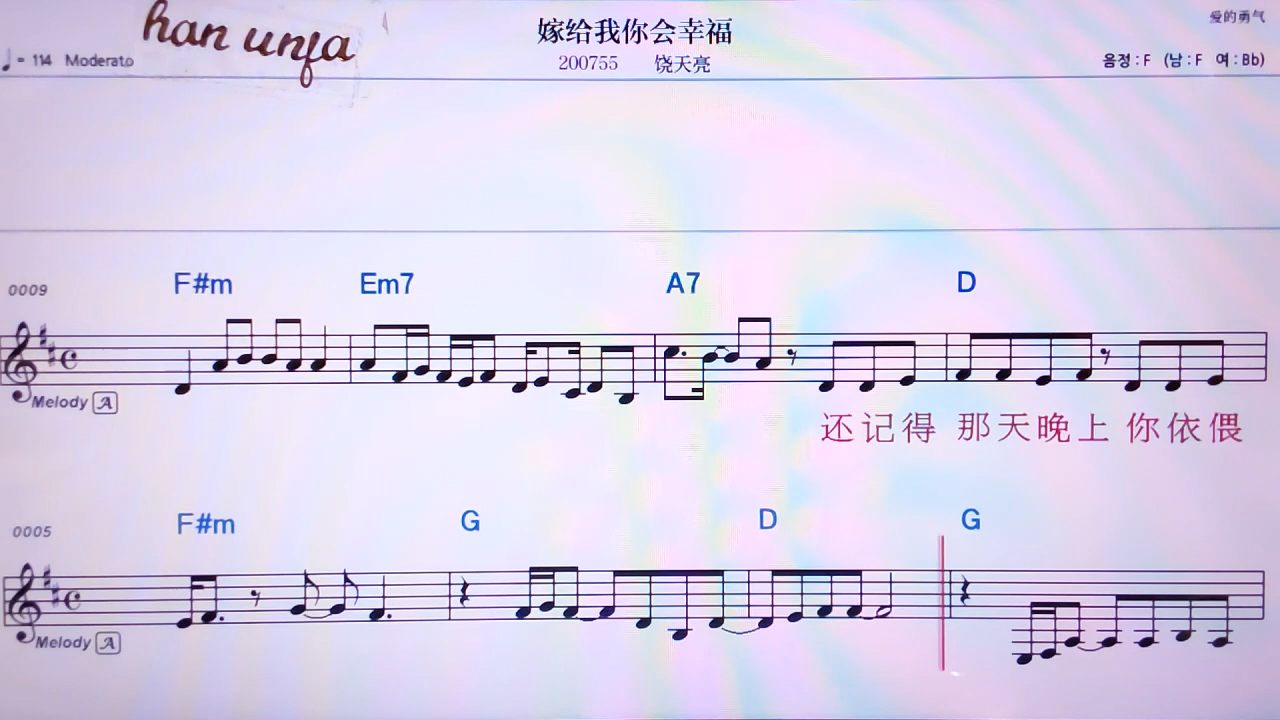 han unfa
嫁给我你会幸福
爱的勇气
♩= 114 Moderato
200755 饶天亮
음정 : F (남 : F 여 : Bb)
0009 F#m Em7 A7 D
Melody A
还记得 那天晚上 你依偎
0005 F#m G D G
Melody A